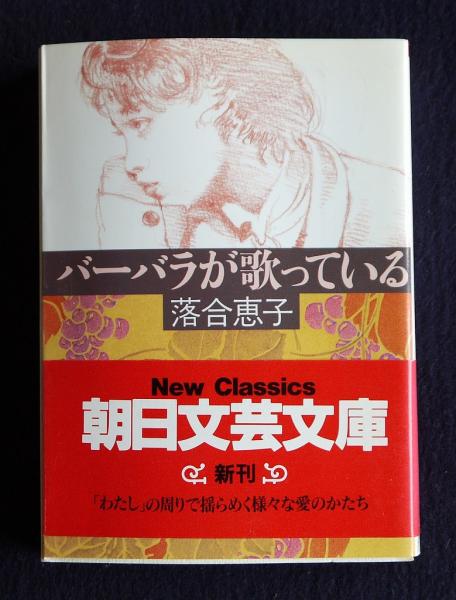 バーバラが歌っている
落合恵子
New Classics
朝日文芸文庫
新刊
「わたし」の周りで揺らめく様々な愛のかたち